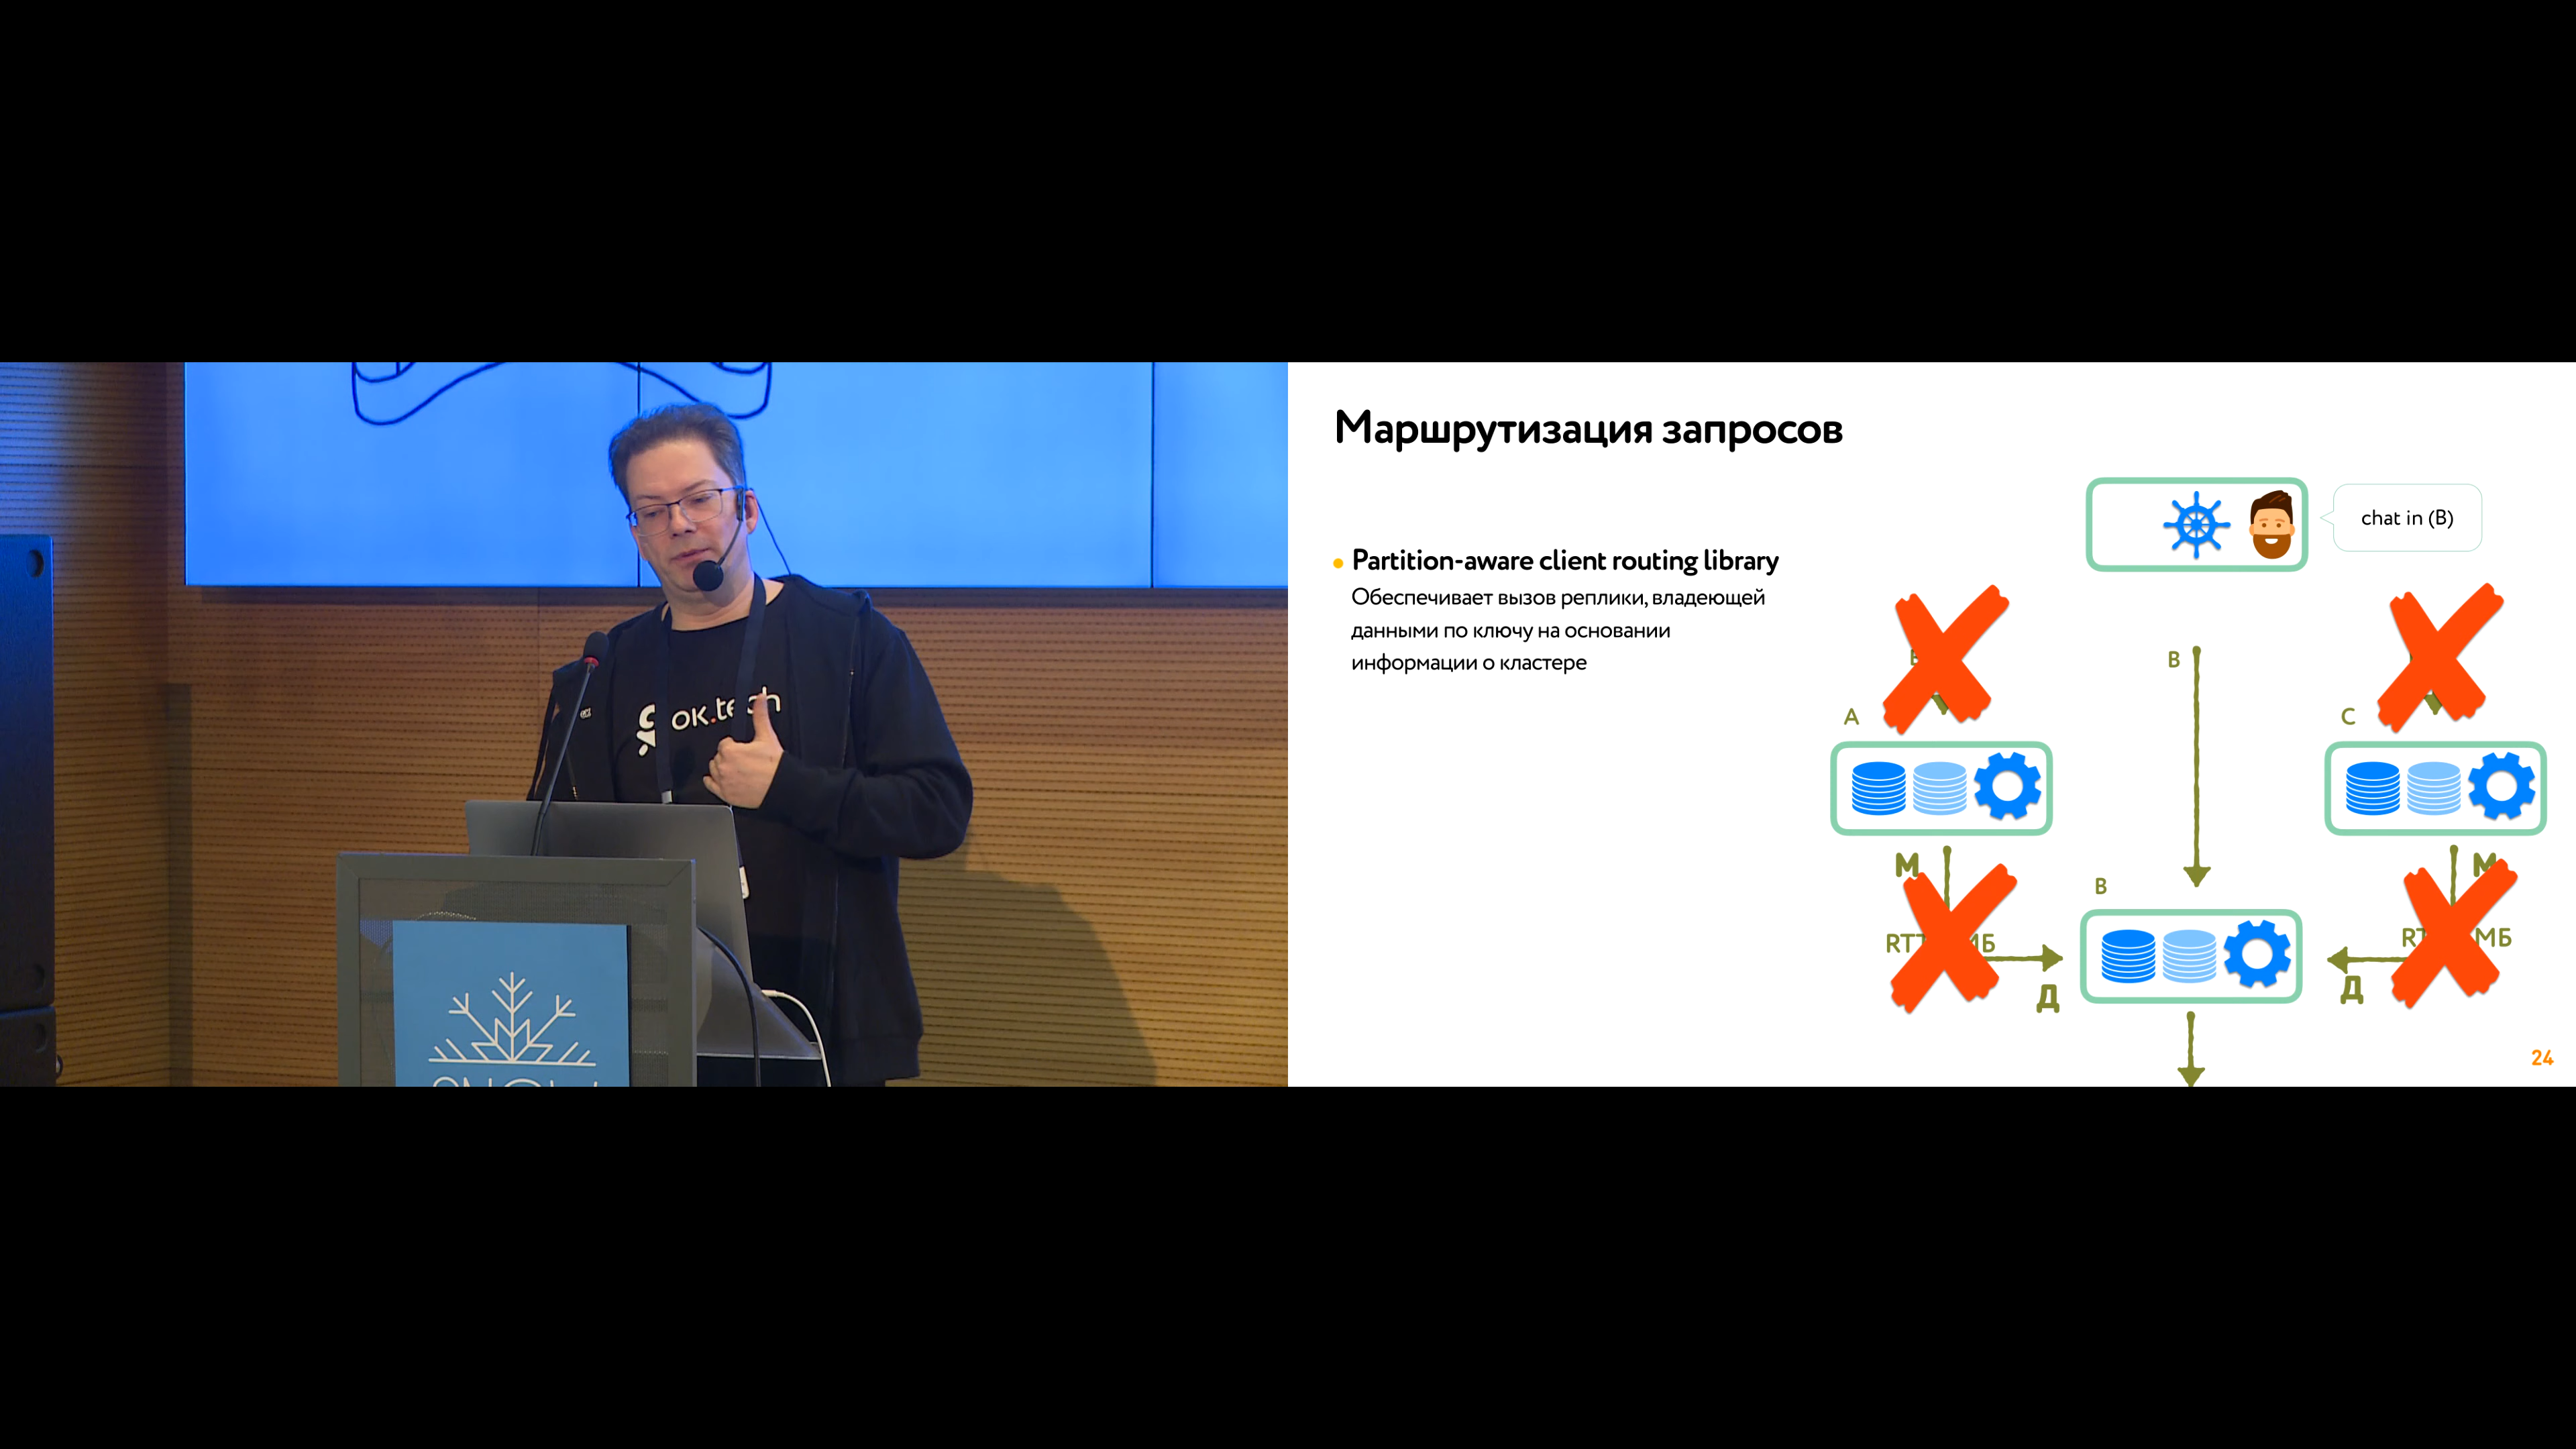 ok.tech
Маршрутизация запросов
chat in (B)
Partition-aware client routing library
Обеспечивает вызов реплики, владеющей
данными по ключу на основании
информации о кластере
B
A
C
М
М
B
МБ
Д
Д
24